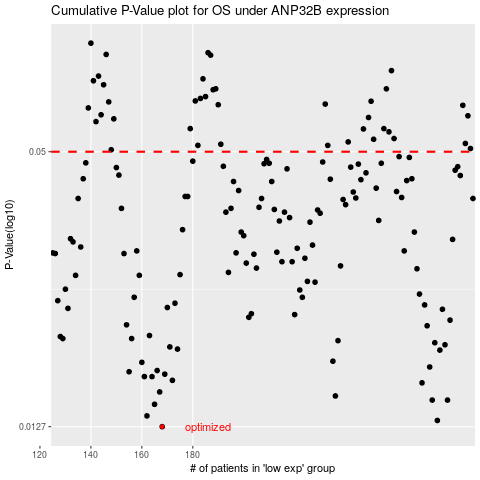 Cumulative P-Value plot for OS under ANP32B expression
P-Value(log10)
0.05
0.0127
optimized
120 140 160 180
# of patients in 'low exp' group